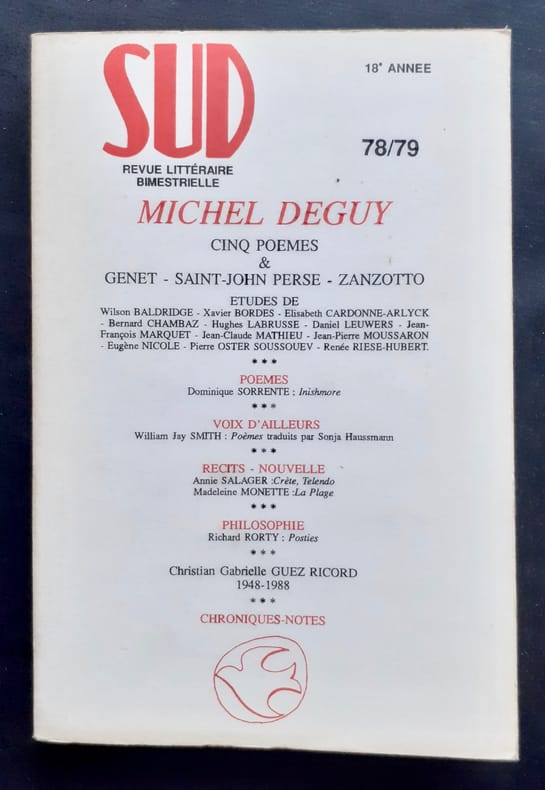 SUD
18e ANNEE
78/79
REVUE LITTÉRAIRE
BIMESTRIELLE
MICHEL DEGUY
CINQ POEMES
&
GENET - SAINT-JOHN PERSE - ZANZOTTO
ETUDES DE
Wilson BALDRIDGE - Xavier BORDES - Elisabeth CARDONNE-ARLYCK
- Bernard CHAMBAZ - Hughes LABRUSSE - Daniel LEUWERS - Jean-
François MARQUET - Jean-Claude MATHIEU - Jean-Pierre MOUSSARON
- Eugène NICOLE - Pierre OSTER SOUSSOUEV - Renée RIESE-HUBERT.
***
POEMES
Dominique SORRENTE : Inishmore
***
VOIX D'AILLEURS
William Jay SMITH : Poèmes traduits par Sonja Haussmann
***
RECITS - NOUVELLE
Annie SALAGER :Crète, Telendo
Madeleine MONETTE :La Plage
***
PHILOSOPHIE
Richard RORTY : Posties
***
Christian Gabrielle GUEZ RICORD
1948-1988
***
CHRONIQUES-NOTES